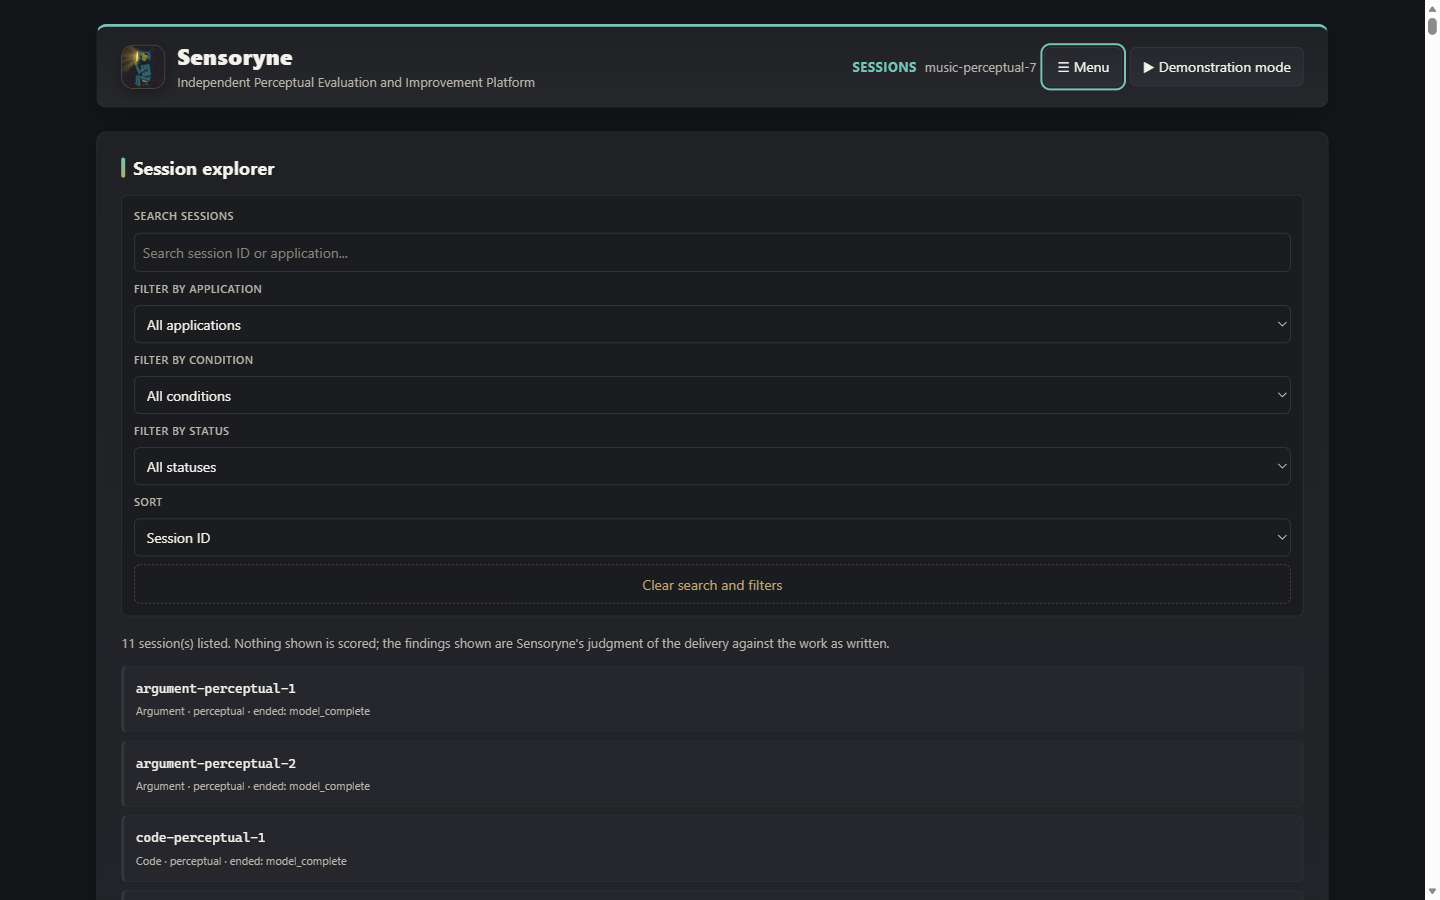 Sensoryne
Independent Perceptual Evaluation and Improvement Platform
SESSIONS music-perceptual-7 ☰ Menu ▶ Demonstration mode
Session explorer
SEARCH SESSIONS
Search session ID or application...
FILTER BY APPLICATION
All applications
FILTER BY CONDITION
All conditions
FILTER BY STATUS
All statuses
SORT
Session ID
Clear search and filters
11 session(s) listed. Nothing shown is scored; the findings shown are Sensoryne's judgment of the delivery against the work as written.
argument-perceptual-1
Argument · perceptual · ended: model_complete
argument-perceptual-2
Argument · perceptual · ended: model_complete
code-perceptual-1
Code · perceptual · ended: model_complete